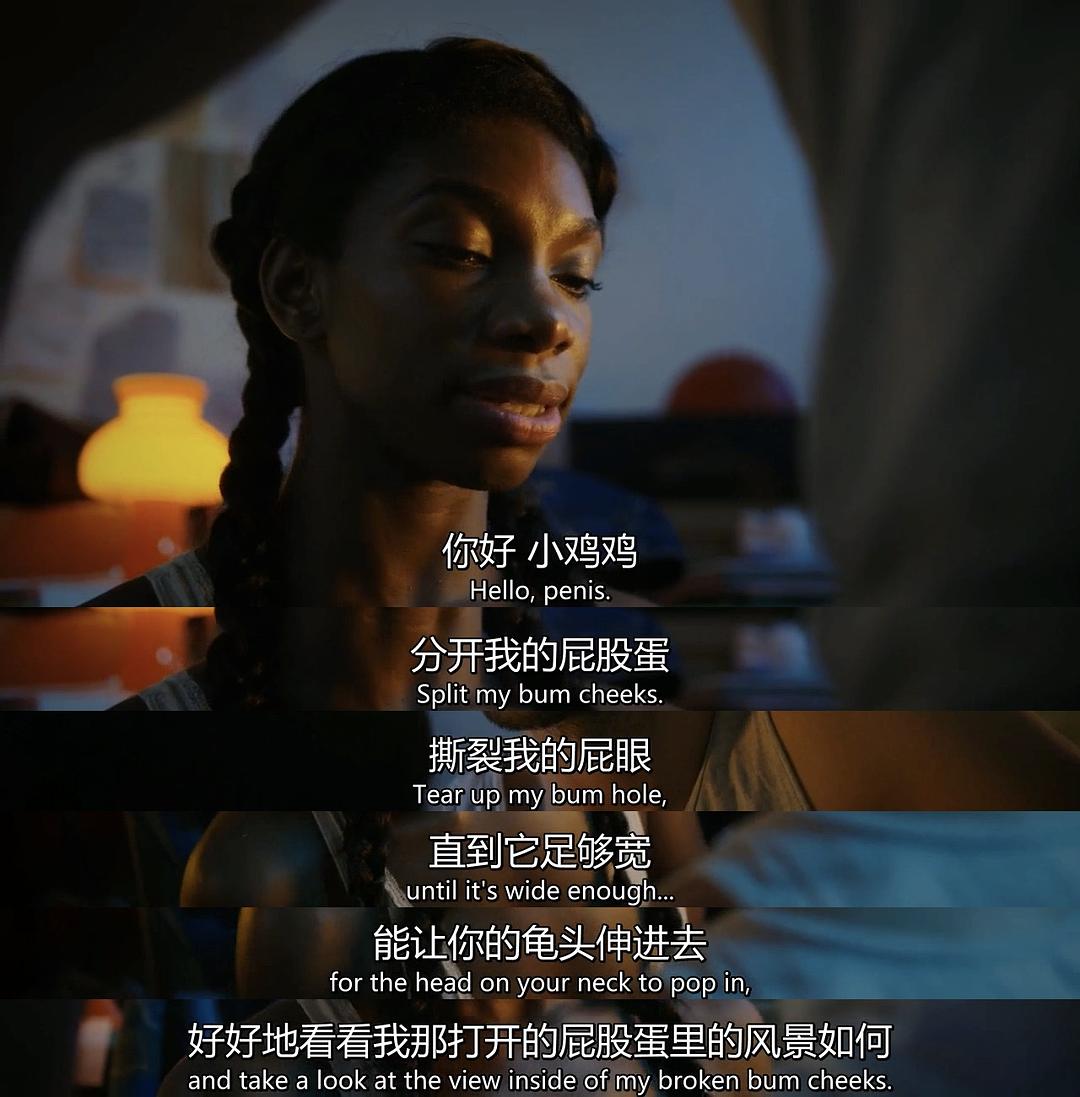 你好 小鸡鸡
Hello, penis.
分开我的屁股蛋
Split my bum cheeks.
撕裂我的屁眼
Tear up my bum hole,
直到它足够宽
until it's wide enough...
能让你的龟头伸进去
for the head on your neck to pop in,
好好地看看我那打开的屁股蛋里的风景如何
and take a look at the view inside of my broken bum cheeks.